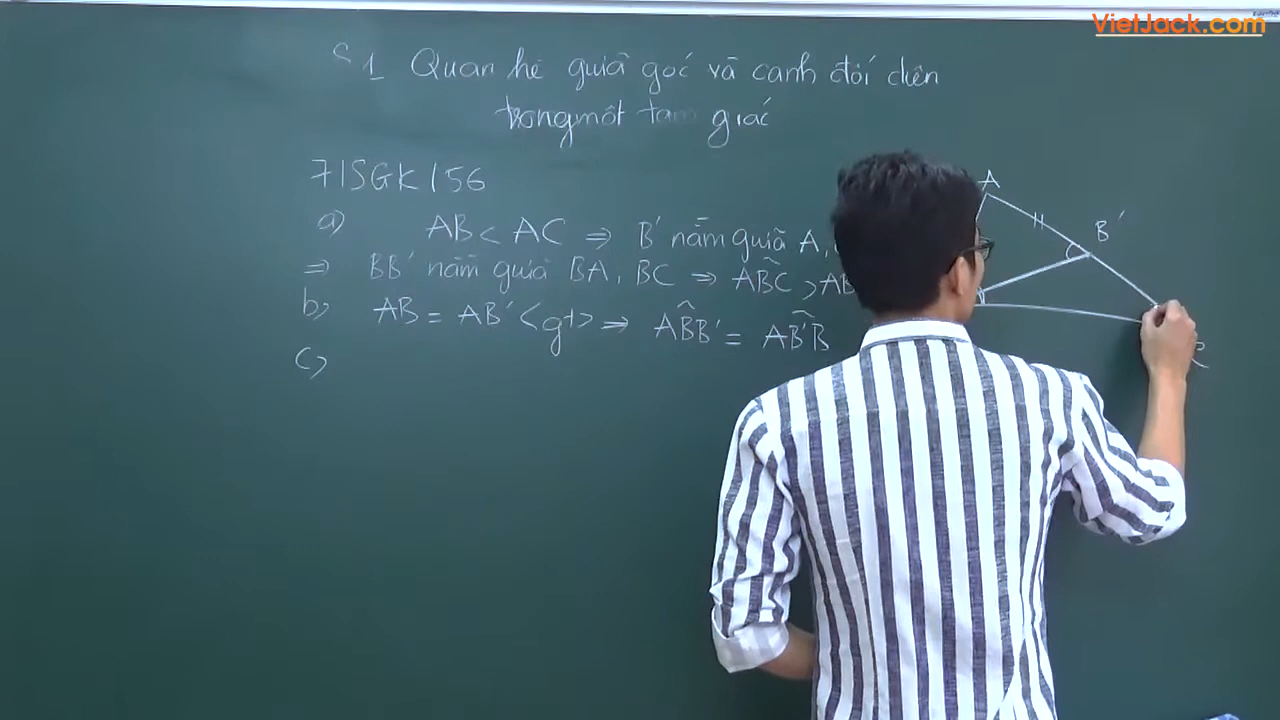 VietJack.com
§1 Quan hệ giữa góc và cạnh đối diện
trong một tam giác
7/SGK/56
a) AB < AC ⇒ B' nằm giữa A,
⇒ BB' nằm giữa BA, BC ⇒ ABC > AB
b, AB = AB' <gt> ⇒ ABB' = AB'B
c,
A
B'